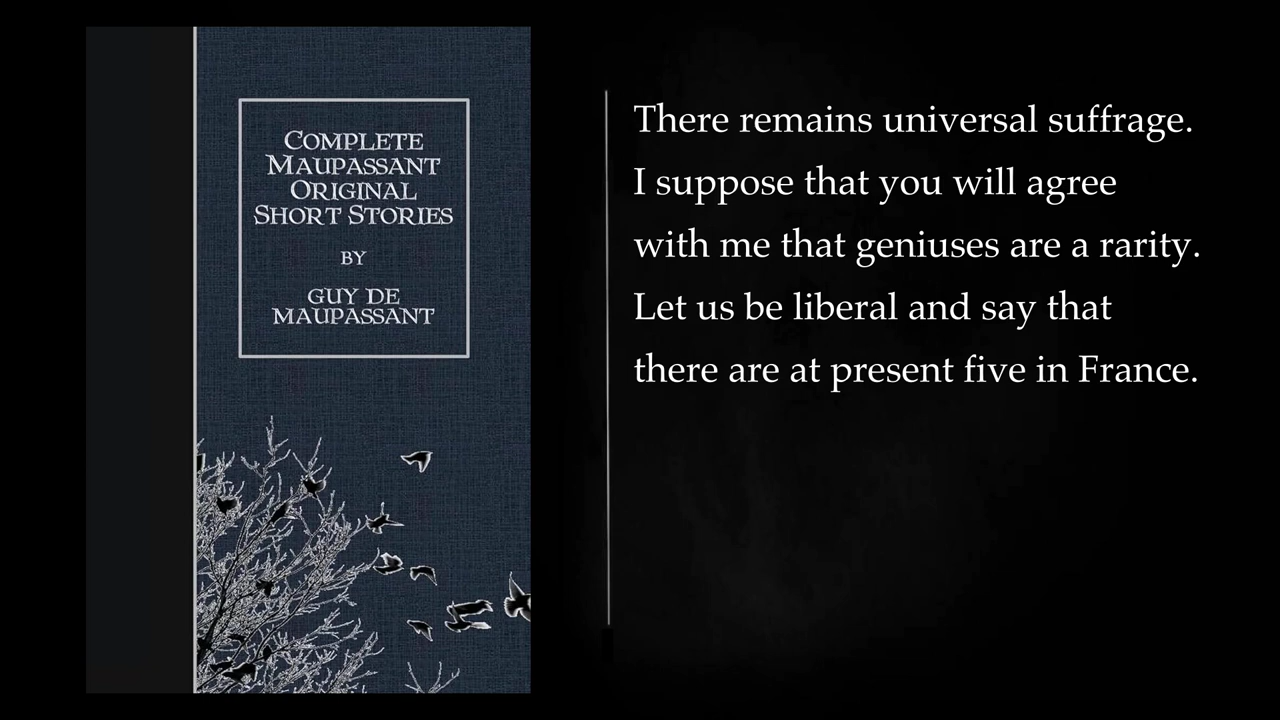 COMPLETE
MAUPASSANT
ORIGINAL
SHORT STORIES
BY
GUY DE
MAUPASSANT
There remains universal suffrage.
I suppose that you will agree
with me that geniuses are a rarity.
Let us be liberal and say that
there are at present five in France.